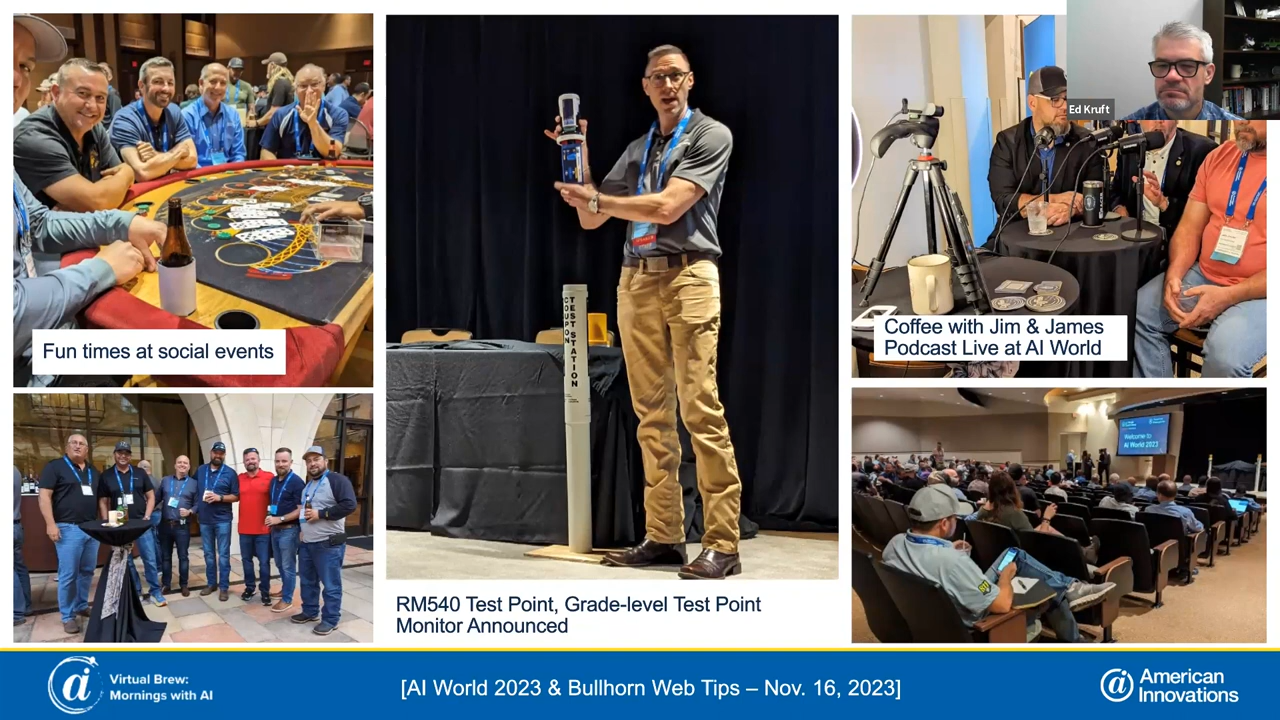 Ed Kruft
Fun times at social events
COUPON
TEST STATION
RM540 Test Point, Grade-level Test Point
Monitor Announced
Coffee with Jim & James
Podcast Live at AI World
Welcome to
AI World 2023
Virtual Brew:
Mornings with AI
[AI World 2023 & Bullhorn Web Tips – Nov. 16, 2023]
American
Innovations